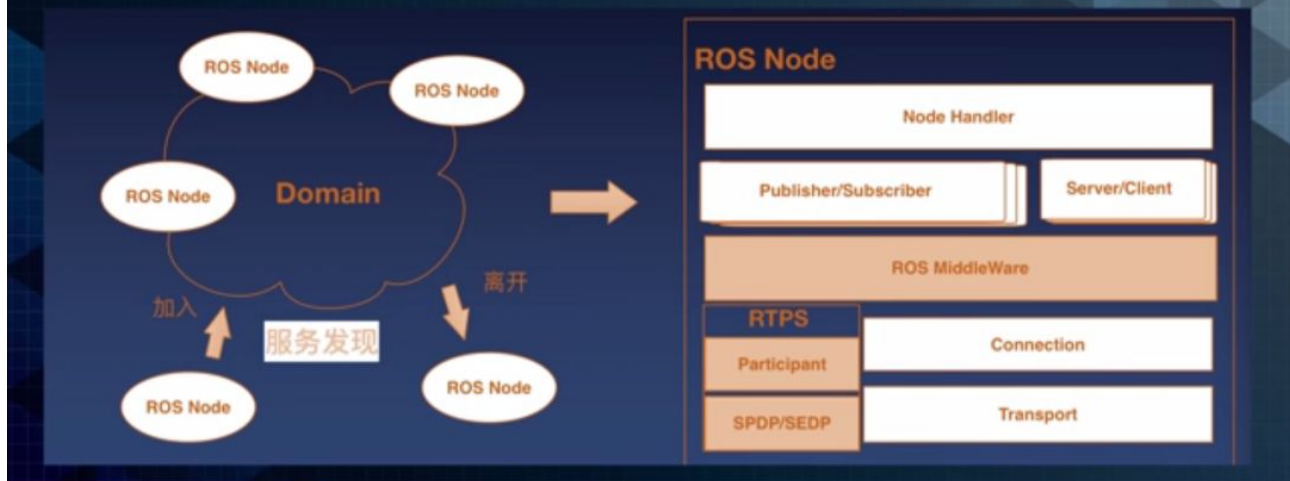 ROS Node
ROS Node
ROS Node
Domain
加入
离开
服务发现
ROS Node
ROS Node
ROS Node
Node Handler
Publisher/Subscriber
Server/Client
ROS MiddleWare
RTPS
Participant
SPDP/SEDP
Connection
Transport